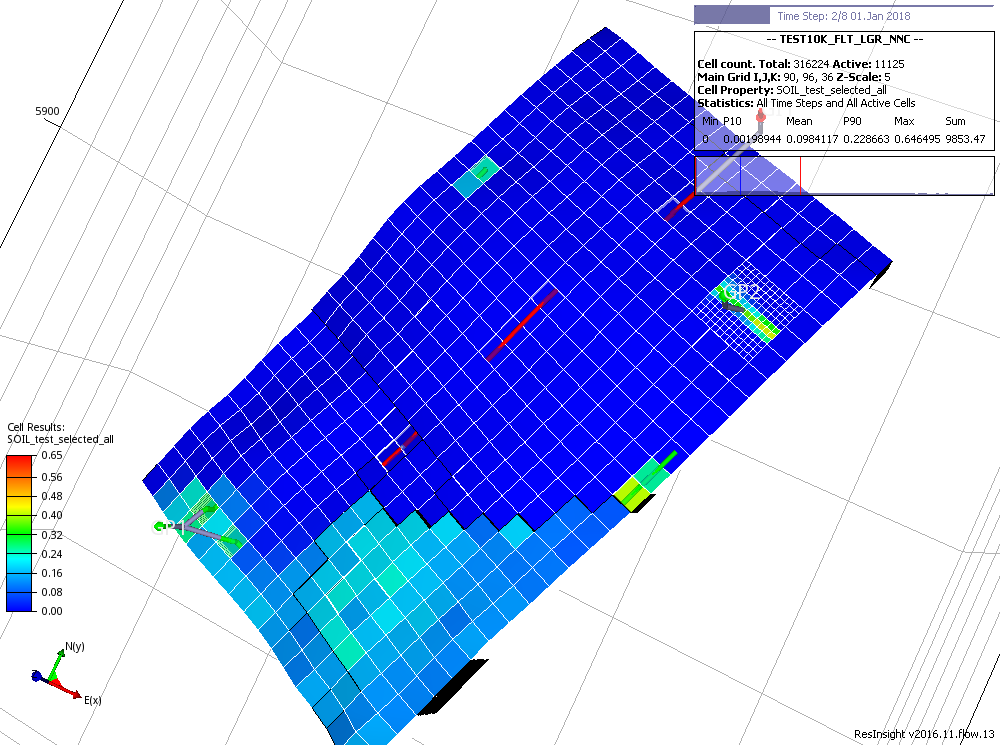 Time Step: 2/8 01.Jan 2018
-- TEST10K_FLT_LGR_NNC --
Cell count. Total: 316224 Active: 11125
Main Grid I,J,K: 90, 96, 36 Z-Scale: 5
Cell Property: SOIL_test_selected_all
Statistics: All Time Steps and All Active Cells
Min P10 Mean P90 Max Sum
0 0.00198944 0.0984117 0.228663 0.646495 9853.47
5900
GP2
Cell Results:
SOIL_test_selected_all
0.65
0.56
0.48
0.40
0.32
0.24
0.16
0.08
0.00
N(y)
E(x)
ResInsight v2016.11.flow.13